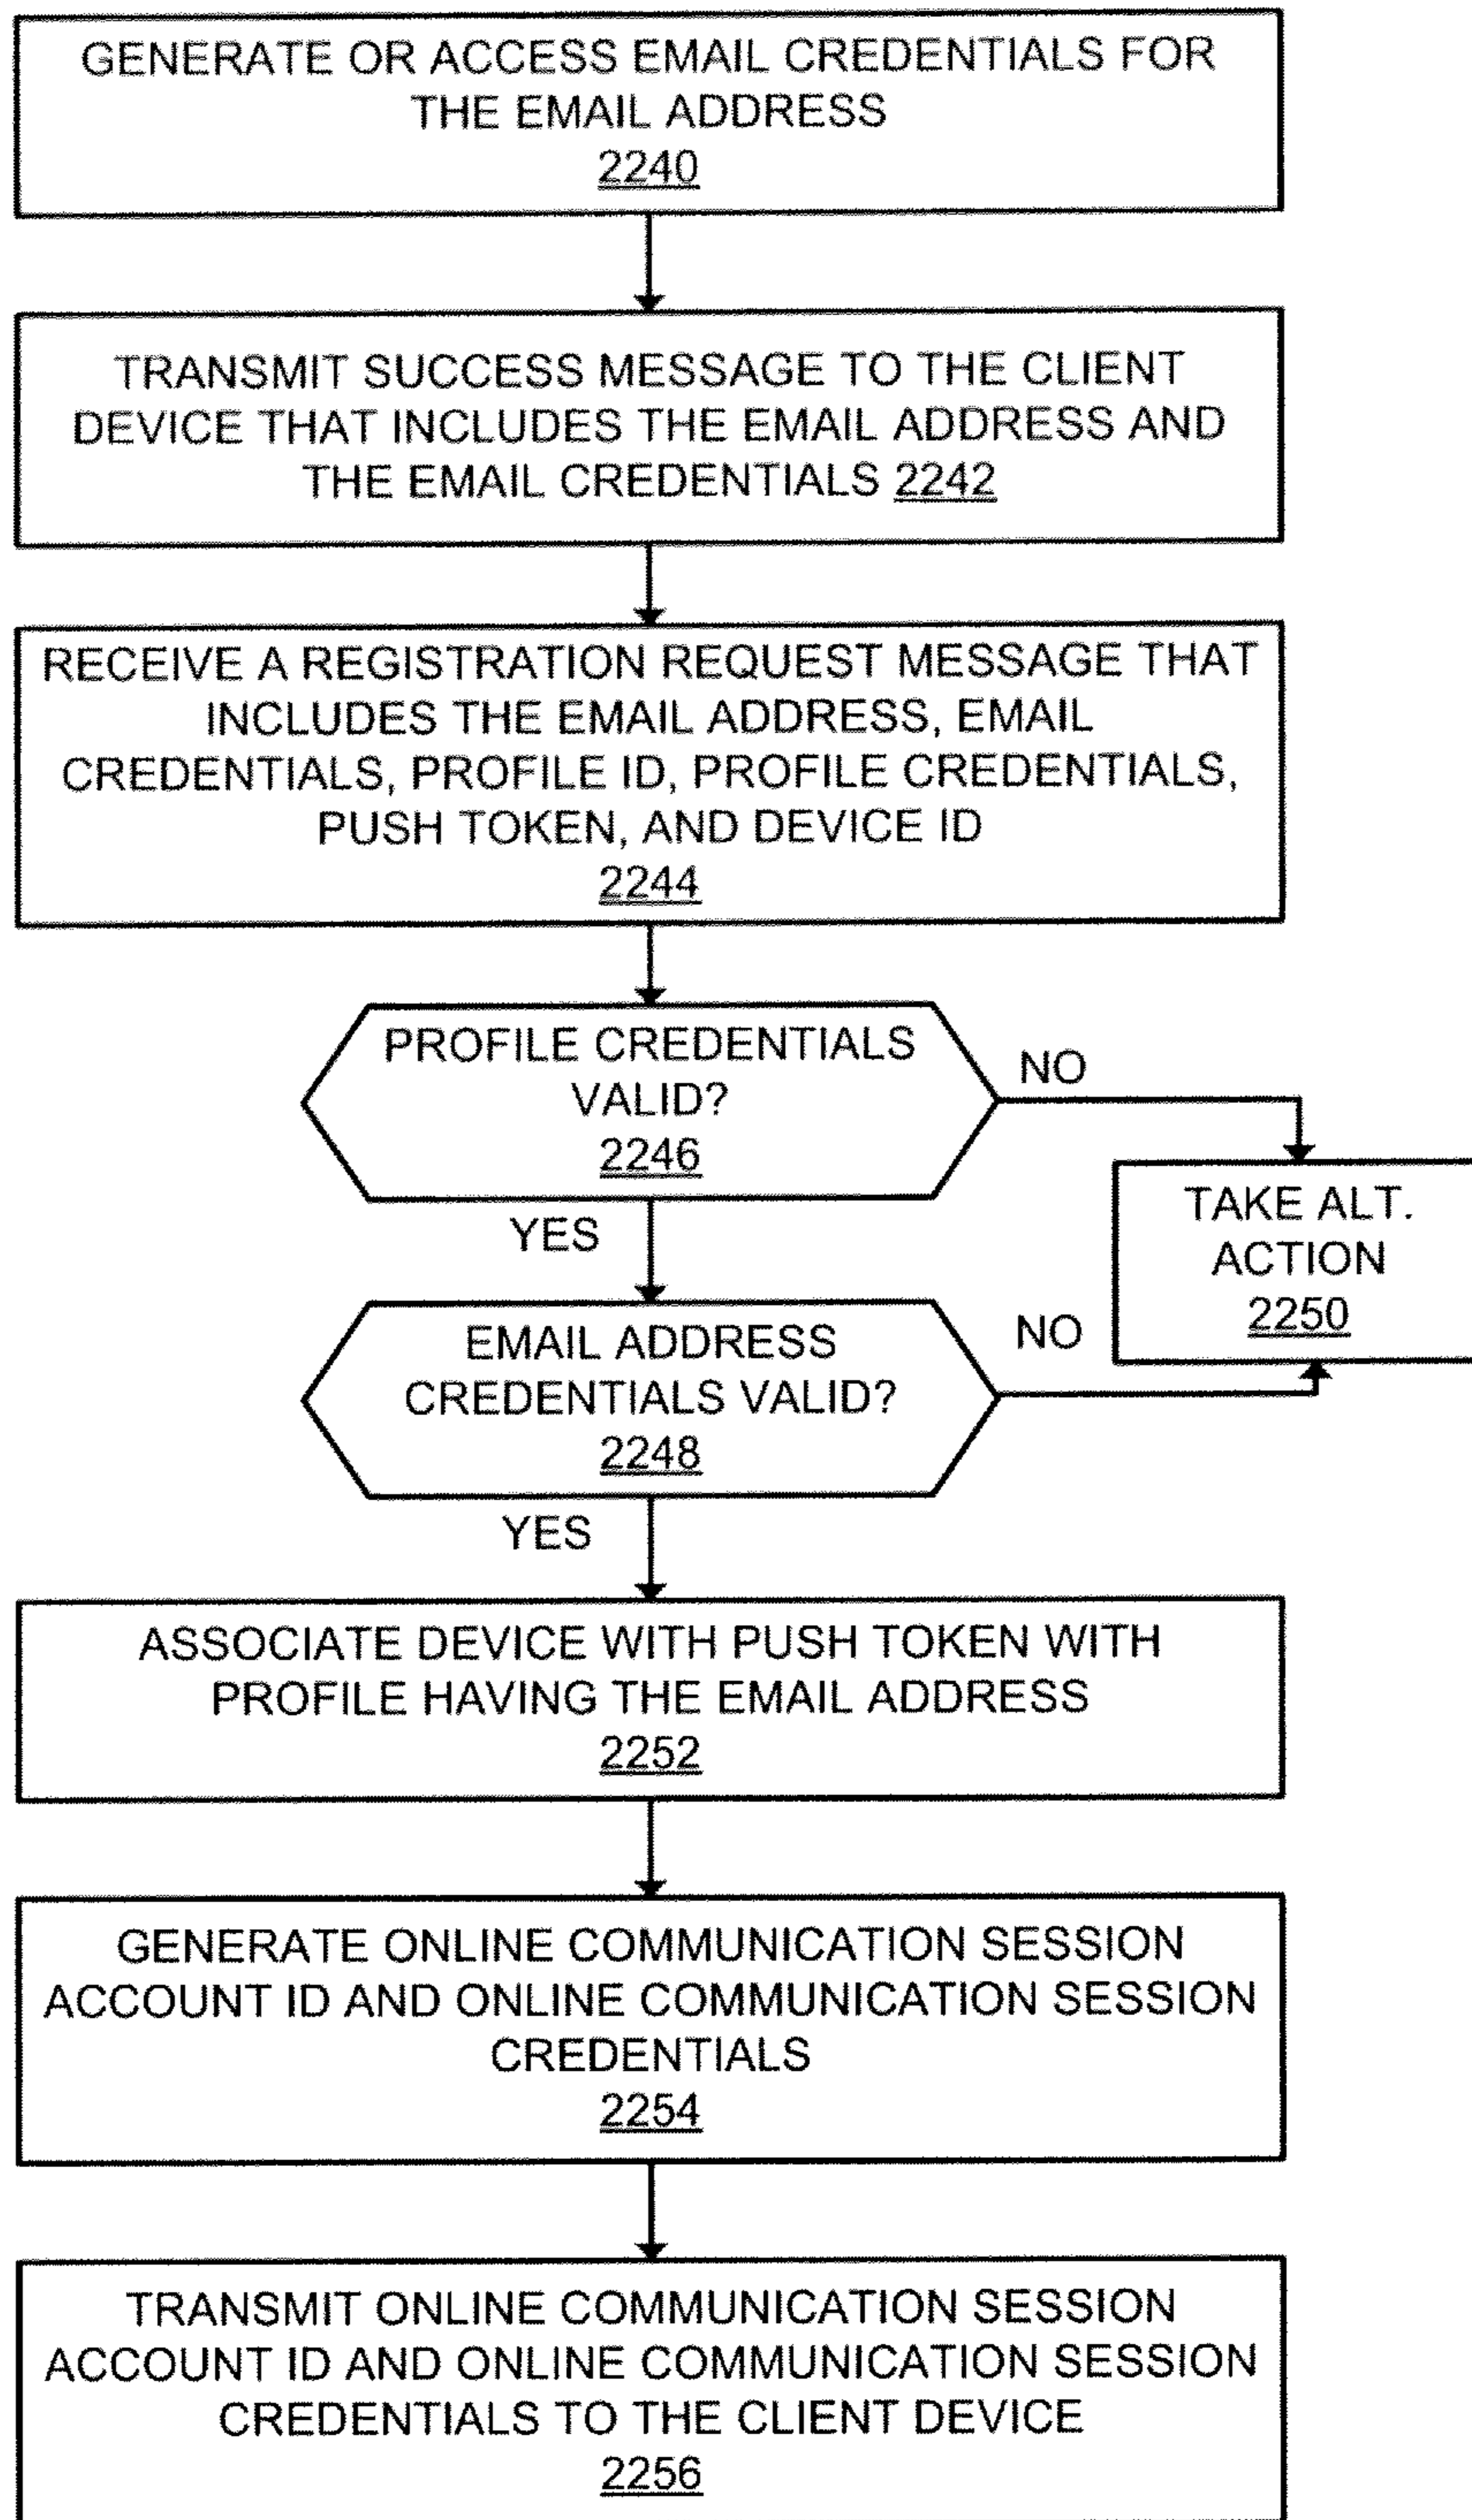 GENERATE OR ACCESS EMAIL CREDENTIALS FOR
THE EMAIL ADDRESS
2240
TRANSMIT SUCCESS MESSAGE TO THE CLIENT
DEVICE THAT INCLUDES THE EMAIL ADDRESS AND
THE EMAIL CREDENTIALS 2242
RECEIVE A REGISTRATION REQUEST MESSAGE THAT
INCLUDES THE EMAIL ADDRESS, EMAIL
CREDENTIALS, PROFILE ID, PROFILE CREDENTIALS,
PUSH TOKEN, AND DEVICE ID
2244
PROFILE CREDENTIALS
VALID?
2246
NO
YES
TAKE ALT.
ACTION
2250
EMAIL ADDRESS
CREDENTIALS VALID?
2248
NO
YES
ASSOCIATE DEVICE WITH PUSH TOKEN WITH
PROFILE HAVING THE EMAIL ADDRESS
2252
GENERATE ONLINE COMMUNICATION SESSION
ACCOUNT ID AND ONLINE COMMUNICATION SESSION
CREDENTIALS
2254
TRANSMIT ONLINE COMMUNICATION SESSION
ACCOUNT ID AND ONLINE COMMUNICATION SESSION
CREDENTIALS TO THE CLIENT DEVICE
2256